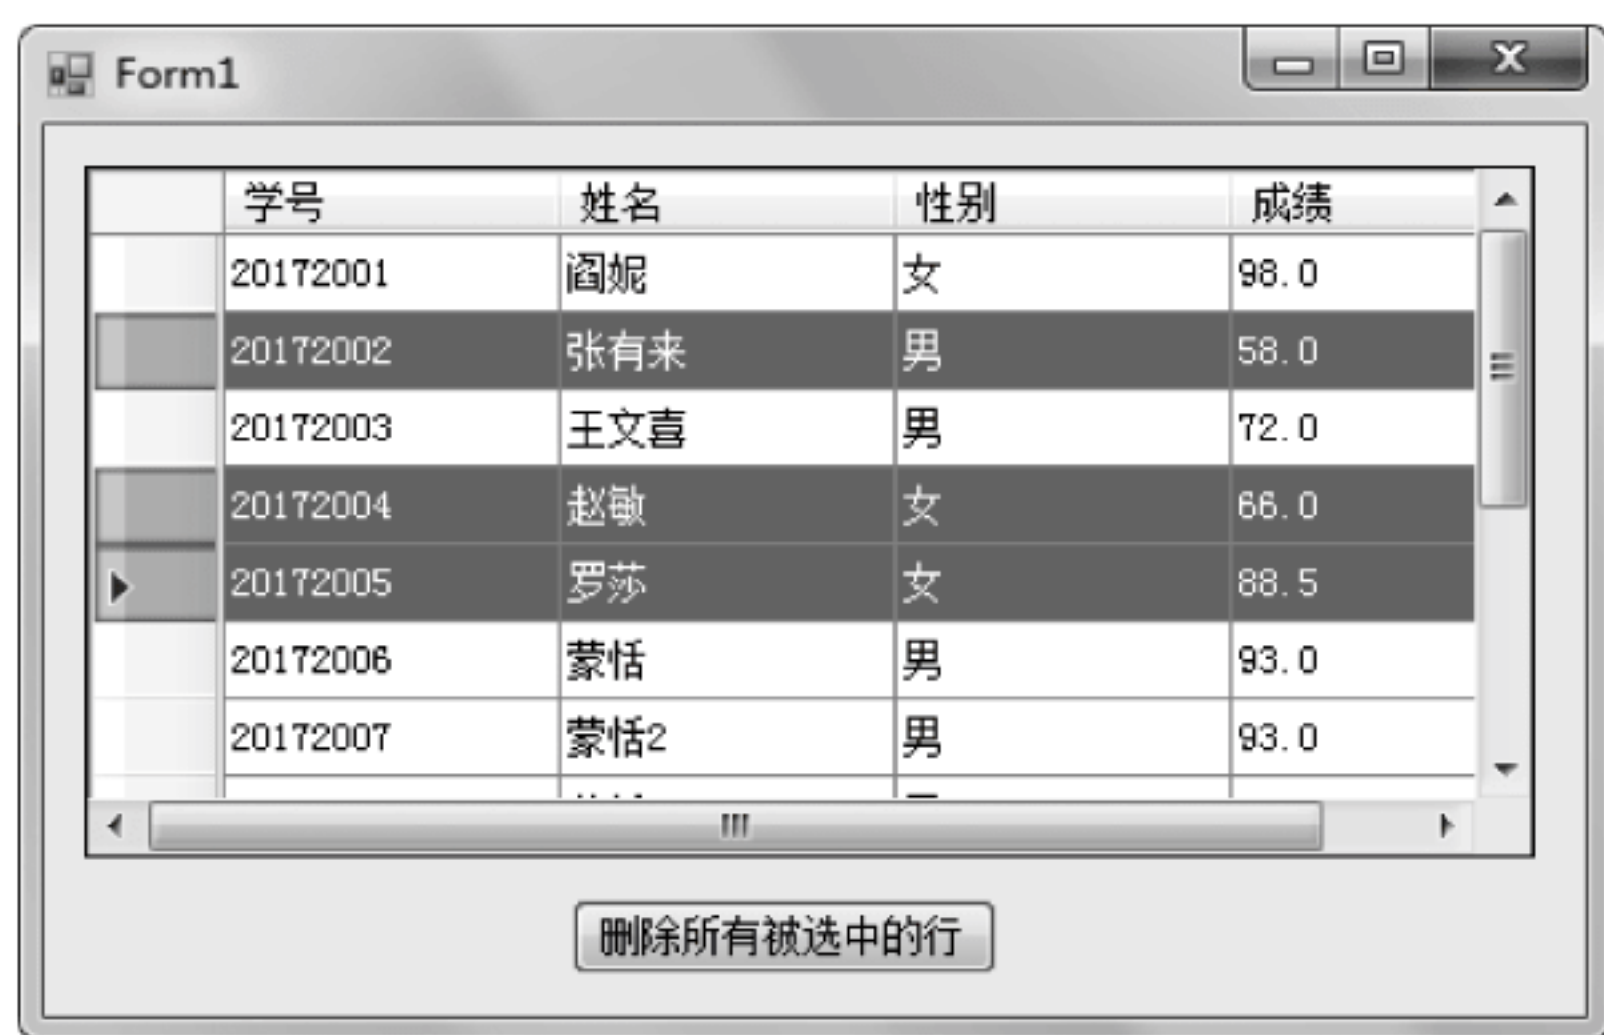 Form1
学号 姓名 性别 成绩
20172001 阎妮 女 98.0
20172002 张有来 男 58.0
20172003 王文喜 男 72.0
20172004 赵敏 女 66.0
20172005 罗莎 女 88.5
20172006 蒙恬 男 93.0
20172007 蒙恬2 男 93.0
删除所有被选中的行